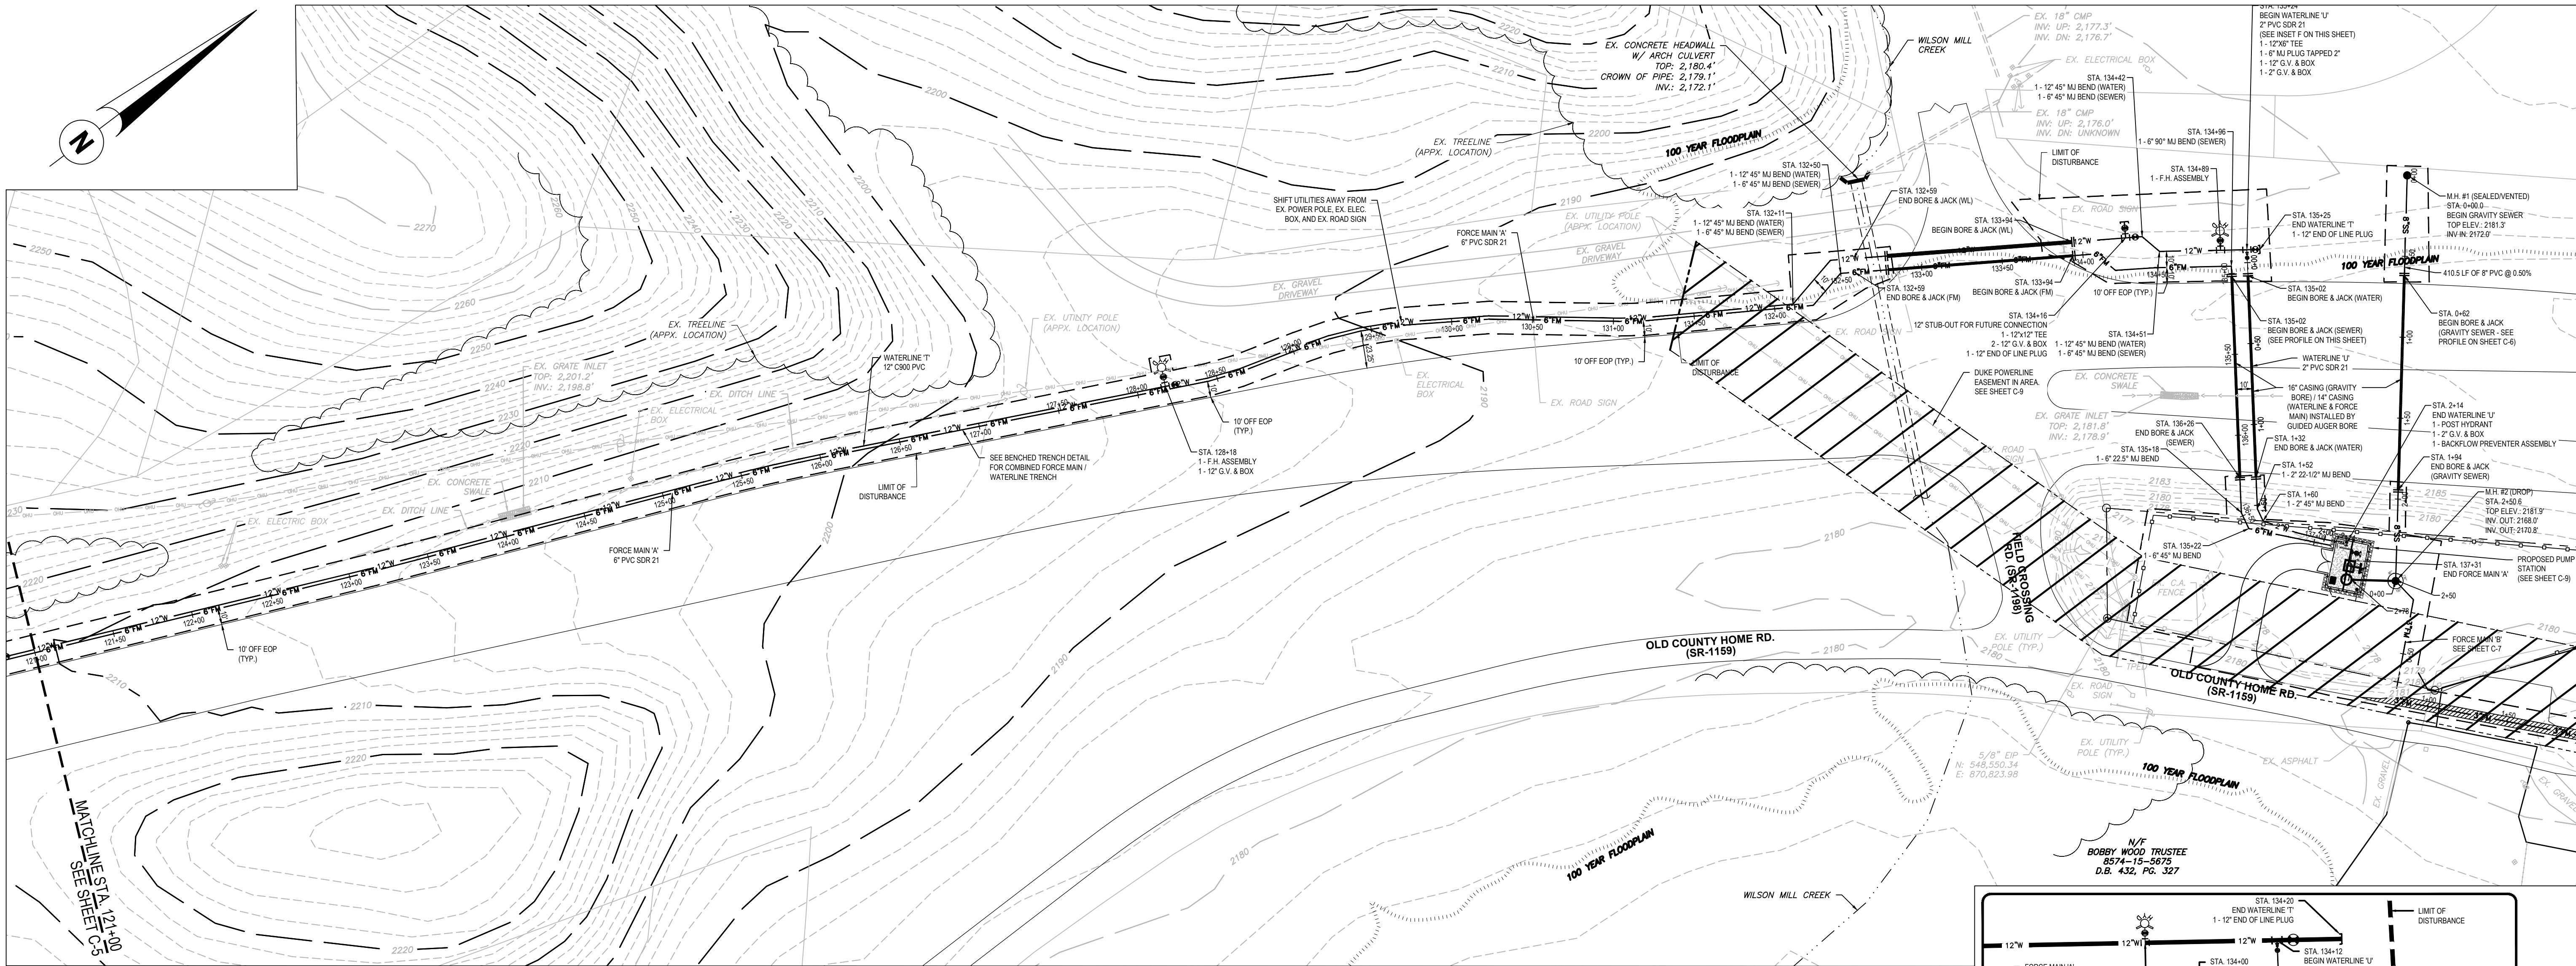 N
EX. CONCRETE HEADWALL
W/ ARCH CULVERT
TOP: 2,180.4'
CROWN OF PIPE: 2,179.1'
INV.: 2,172.1'
WILSON MILL
CREEK
EX. 18" CMP
INV: UP: 2,177.3'
INV. DN: 2,176.7'
EX. ELECTRICAL BOX
STA. 134+42
1 - 12" 45° MJ BEND (WATER)
1 - 6" 45° MJ BEND (SEWER)
EX. 18" CMP
INV: UP: 2,176.0'
INV. DN: UNKNOWN
BEGIN WATERLINE 'U'
2" PVC SDR 21
(SEE INSET F ON THIS SHEET)
1 - 12"X6" TEE
1 - 6" MJ PLUG TAPPED 2"
1 - 12" G.V. & BOX
1 - 2" G.V. & BOX
STA. 134+96
1 - 6" 90° MJ BEND (SEWER)
LIMIT OF
DISTURBANCE
STA. 134+89
1 - F.H. ASSEMBLY
EX. TREELINE
(APPX. LOCATION)
100 YEAR FLOODPLAIN
STA. 132+50
1 - 12" 45° MJ BEND (WATER)
1 - 6" 45° MJ BEND (SEWER)
STA. 132+59
END BORE & JACK (WL)
SHIFT UTILITIES AWAY FROM
EX. POWER POLE, EX. ELEC.
BOX, AND EX. ROAD SIGN
EX. UTILITY POLE
(APPX. LOCATION)
STA. 132+11
1 - 12" 45° MJ BEND (WATER)
1 - 6" 45° MJ BEND (SEWER)
STA. 133+94
BEGIN BORE & JACK (WL)
EX. ROAD SIGN
STA. 135+25
END WATERLINE 'T'
1 - 12" END OF LINE PLUG
M.H. #1 (SEALED/VENTED)
STA. 0+00.0
BEGIN GRAVITY SEWER
TOP ELEV.: 2181.3'
INV IN: 2172.0'
FORCE MAIN 'A'
6" PVC SDR 21
EX. GRAVEL
DRIVEWAY
EX. GRAVEL
DRIVEWAY
100 YEAR FLOODPLAIN
410.5 LF OF 8" PVC @ 0.50%
STA. 132+59
END BORE & JACK (FM)
STA. 133+94
BEGIN BORE & JACK (FM)
10' OFF EOP (TYP.)
STA. 135+02
BEGIN BORE & JACK (WATER)
STA. 134+16
12" STUB-OUT FOR FUTURE CONNECTION
1 - 12"x12" TEE
2 - 12" G.V. & BOX
1 - 12" END OF LINE PLUG
STA. 134+51
1 - 12" 45° MJ BEND (WATER)
1 - 6" 45° MJ BEND (SEWER)
STA. 135+02
BEGIN BORE & JACK (SEWER)
(SEE PROFILE ON THIS SHEET)
STA. 0+62
BEGIN BORE & JACK
(GRAVITY SEWER - SEE
PROFILE ON SHEET C-6)
EX. TREELINE
(APPX. LOCATION)
EX. UTILITY POLE
(APPX. LOCATION)
WATERLINE 'T'
12" C900 PVC
EX. GRATE INLET
TOP: 2,201.2'
INV.: 2,198.8'
10' OFF EOP (TYP.)
LIMIT OF
DISTURBANCE
EX. ROAD SIGN
EX.
ELECTRICAL
BOX
EX. ROAD SIGN
DUKE POWERLINE
EASEMENT IN AREA.
SEE SHEET C-9
WATERLINE 'U'
2" PVC SDR 21
EX. CONCRETE
SWALE
16" CASING (GRAVITY
BORE) / 14" CASING
(WATERLINE & FORCE
MAIN) INSTALLED BY
GUIDED AUGER BORE
EX. GRATE INLET
TOP: 2,181.8'
INV.: 2,178.9'
STA. 2+14
END WATERLINE 'U'
1 - POST HYDRANT
1 - 2" G.V. & BOX
1 - BACKFLOW PREVENTER ASSEMBLY
EX. DITCH LINE
EX. ELECTRICAL
BOX
10' OFF EOP
(TYP.)
STA. 128+18
1 - F.H. ASSEMBLY
1 - 12" G.V. & BOX
SEE BENCHED TRENCH DETAIL
FOR COMBINED FORCE MAIN /
WATERLINE TRENCH
LIMIT OF
DISTURBANCE
STA. 136+26
END BORE & JACK
(SEWER)
STA. 1+32
END BORE & JACK (WATER)
STA. 135+18
1 - 6" 22.5° MJ BEND
STA. 1+52
1 - 2" 22-1/2° MJ BEND
STA. 1+94
END BORE & JACK
(GRAVITY SEWER)
STA. 1+60
1 - 2" 45° MJ BEND
M.H. #2 (DROP)
STA. 2+50.6
TOP ELEV.: 2181.9'
INV. OUT: 2168.0'
INV. OUT: 2170.8'
EX. CONCRETE
SWALE
EX. DITCH LINE
EX. ELECTRIC BOX
FORCE MAIN 'A'
6" PVC SDR 21
STA. 135+22
1 - 6" 45° MJ BEND
PROPOSED PUMP
STATION
(SEE SHEET C-9)
STA. 137+31
END FORCE MAIN 'A'
FIELD CROSSING
RD (SR-1198)
C.A.
FENCE
10' OFF EOP
(TYP.)
OLD COUNTY HOME RD.
(SR-1159)
EX. UTILITY
POLE (TYP.)
TPED
FORCE MAIN 'B'
SEE SHEET C-7
EX. ROAD
SIGN
OLD COUNTY HOME RD.
(SR-1159)
5/8" EIP
N: 548,550.34
E: 870,823.98
EX. UTILITY
POLE (TYP.)
100 YEAR FLOODPLAIN
EX. ASPHALT
EX. GRAVEL
MATCHLINE STA. 121+00
SEE SHEET C-5
100 YEAR FLOODPLAIN
N/F
BOBBY WOOD TRUSTEE
8574-15-5675
D.B. 432, PG. 327
WILSON MILL CREEK
STA. 134+20
END WATERLINE 'T'
1 - 12" END OF LINE PLUG
LIMIT OF
DISTURBANCE
12"W 12"W 12"W
STA. 134+12
BEGIN WATERLINE 'U'
STA. 134+00